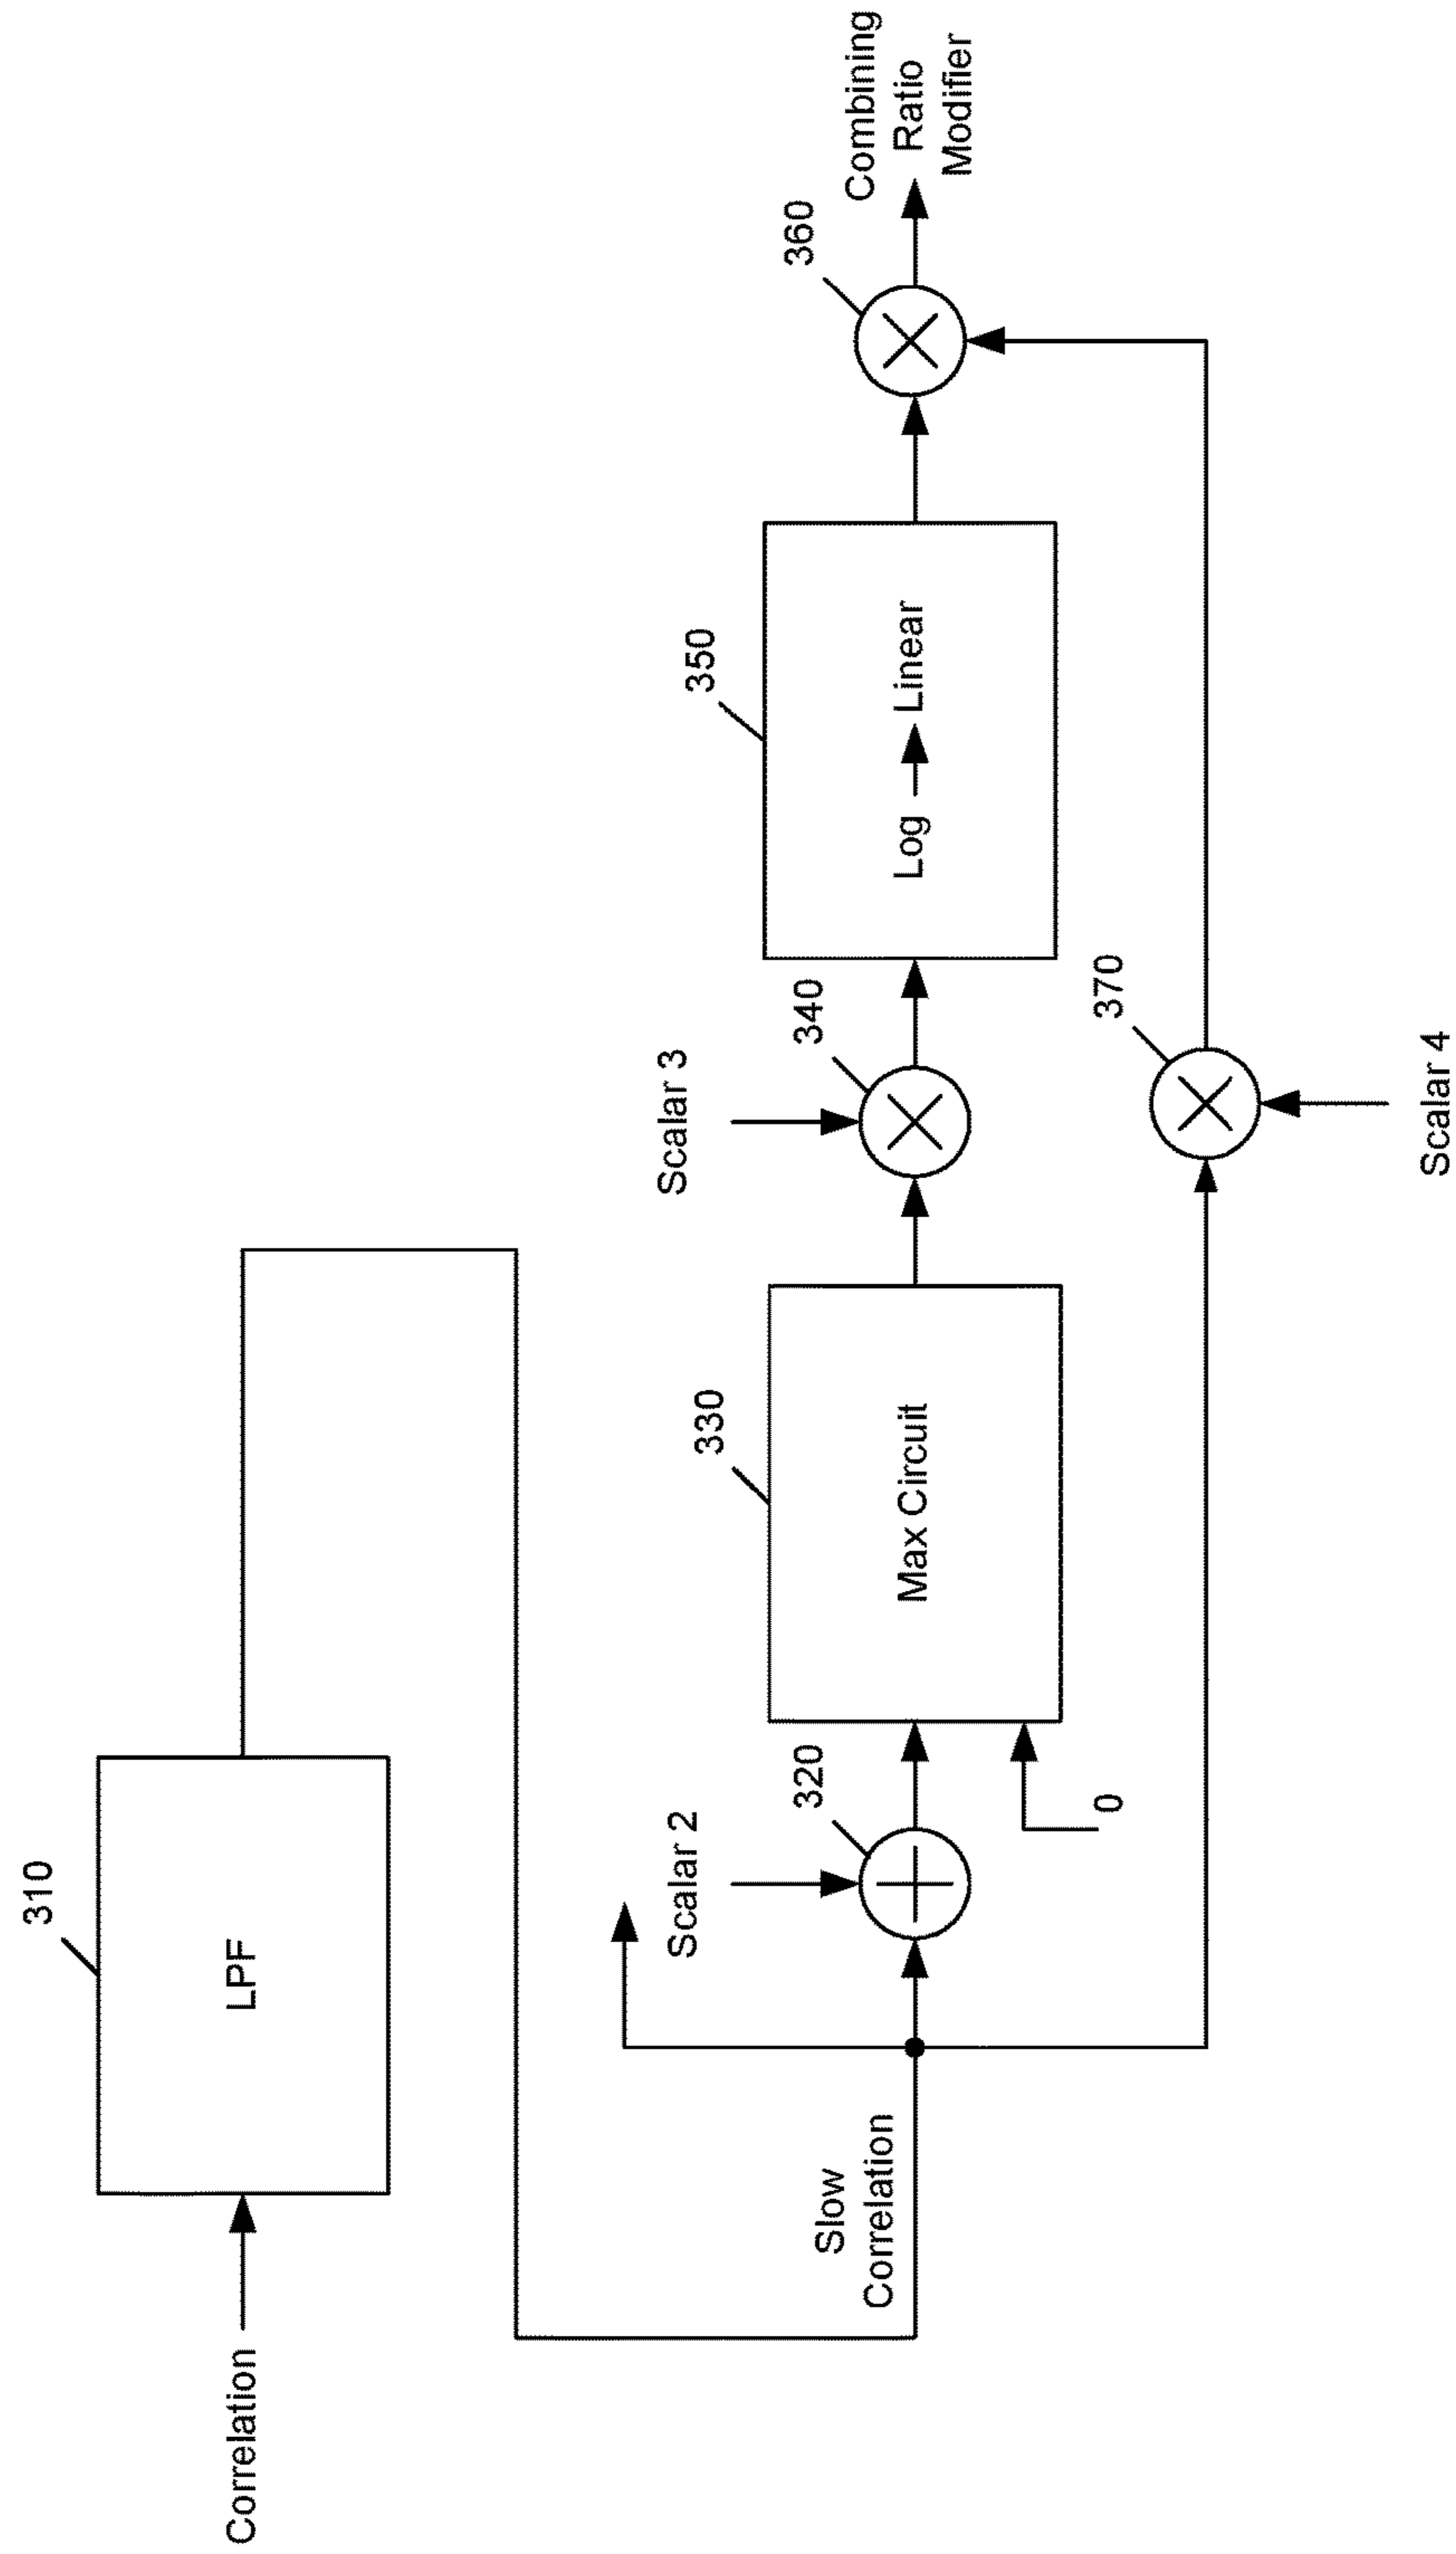 310
LPF
Correlation
Slow
Correlation
Scalar 2
320
0
330
Max Circuit
Scalar 3
340
350
Log
Linear
360
370
Scalar 4
Combining
Ratio
Modifier